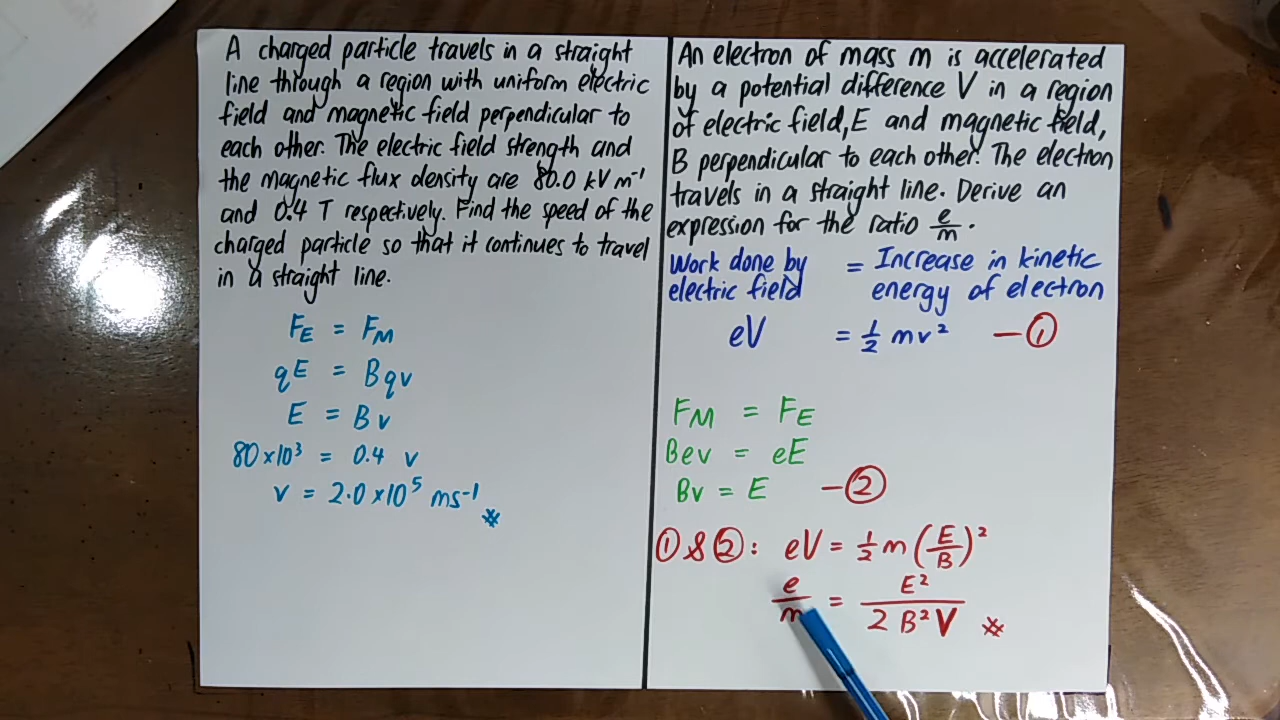 A charged particle travels in a straight
line through a region with uniform electric
field and magnetic field perpendicular to
each other. The electric field strength and
the magnetic flux density are 80.0 kV m⁻¹
and 0.4 T respectively. Find the speed of the
charged particle so that it continues to travel
in a straight line.
F_E = F_M
qE = Bqv
E = Bv
80×10³ = 0.4 v
v = 2.0×10⁵ ms⁻¹
An electron of mass m is accelerated
by a potential difference V in a region
of electric field, E and magnetic field,
B perpendicular to each other. The electron
travels in a straight line. Derive an
expression for the ratio e/m.
Work done by = Increase in kinetic
electric field energy of electron
eV = ½ mv² — ①
F_M = F_E
Bev = eE
Bv = E — ②
① & ②: eV = ½ m (E/B)²
e/m = E²/2B²V